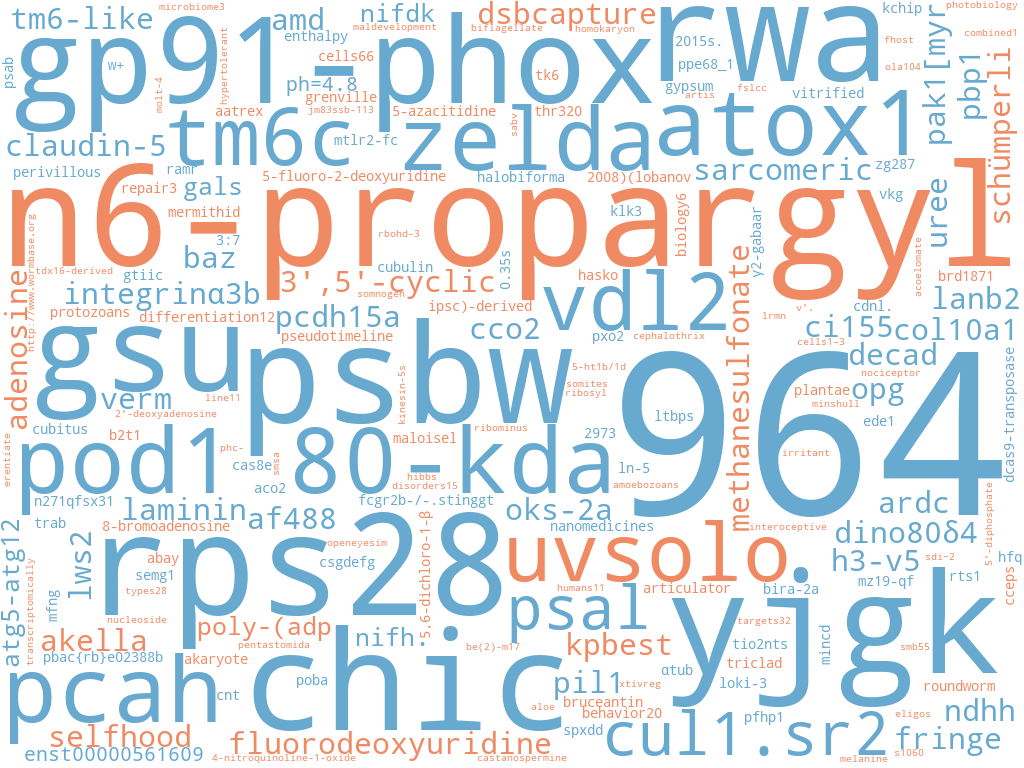 microbiome3
tm6-like
amd
nifdk
dsbcapture
rwa
kchip
photobiology
gp91-phox
maldevelopment
biflagellate
homokaryon
enthalpy
2015s.
fhost
combined1
psab
w+
cells66
ppe68_1
ola104
molt-4
hypertolerant
ph=4.8
tk6
gypsum
fslcc
vitrified
pak1[myr
pbp1
schümperli
grenville
artis
aatrex
jm83ssb-113
5-azacitidine
thr320
sabv
atox1
claudin-5
tm6c
mtlr2-fc
zelda
perivillous
ramr
5-fluoro-2-deoxyuridine
halobiforma
2008)(lobanov
sarcomeric
zg287
repair3
gals
vkg
uree
n6-propargyl
mermithid
klk3
biology6
γ2-gabaar
http://www.wormbase.org
3:7
rbohd-3
baz
acoelomate
tdx16-derived
gtiic
cubulin
0.35s
hasko
brd1871
adenosine
3',5'-cyclic
somnogen
vdl2
methanesulfonate
integrinα3b
ipsc)-derived
v'.
cdnl.
lanb2
protozoans
differentiation12
pcdh15a
cco2
lrmn
ci155
col10a1
gsu
pseudotimeline
pxo2
cephalothrix
cells1-3
decad
psbw
964
dcas9-transposase
5-ht1b/1d
nociceptor
kinesin-5s
somites
plantae
opg
verm
line11
ribosyl
minshull
2'-deoxyadenosine
ltbps
ede1
cubitus
b2t1
phc-
ribominus
2973
pod1
80-kda
maloisel
erentiate
cas8e
smsa
ln-5
irritant
hibbs
aco2
disorders15
amoebozoans
n271qfsx31
fcgr2b-/-.stinggt
ardc
laminin
af488
oks-2a
5'-diphosphate
trab
8-bromoadenosine
nanomedicines
interoceptive
dino80δ4
atg5-atg12
lws2
rps28
5,6-dichloro-1-β
openeyesim
uvsolo
h3-v5
sdi-2
hfq
abay
csgdefg
transcriptomically
semg1
cceps
rts1
mz19-qf
types28
humans11
articulator
bira-2a
mfng
psal
yjgk
nucleoside
targets32
poly-(adp
nifh.
akella
pentastomida
be(2)-m17
kpbest
tio2nts
mincd
smb55
pbac{rb}e02388b
akaryote
chic
αtub
triclad
pcah
poba
pil1
xtivreg
loki-3
roundworm
cnt
bruceantin
aloe
behavior20
pfhp1
eligos
ndhh
selfhood
fluorodeoxyuridine
spxdd
cul1.sr2
fringe
enst00000561609
4-nitroquinoline-1-oxide
castanospermine
melanine
s1060